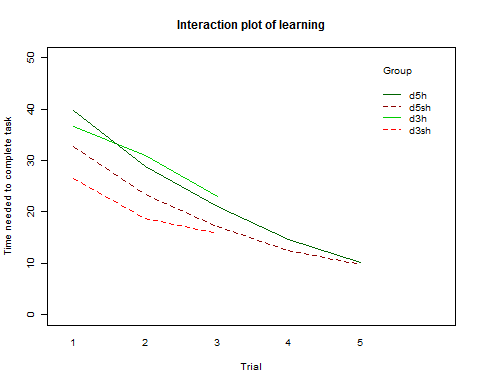 Interaction plot of learning
Time needed to complete task
50
40
30
20
10
0
1 2 3 4 5
Trial
Group
d5h
d5sh
d3h
d3sh